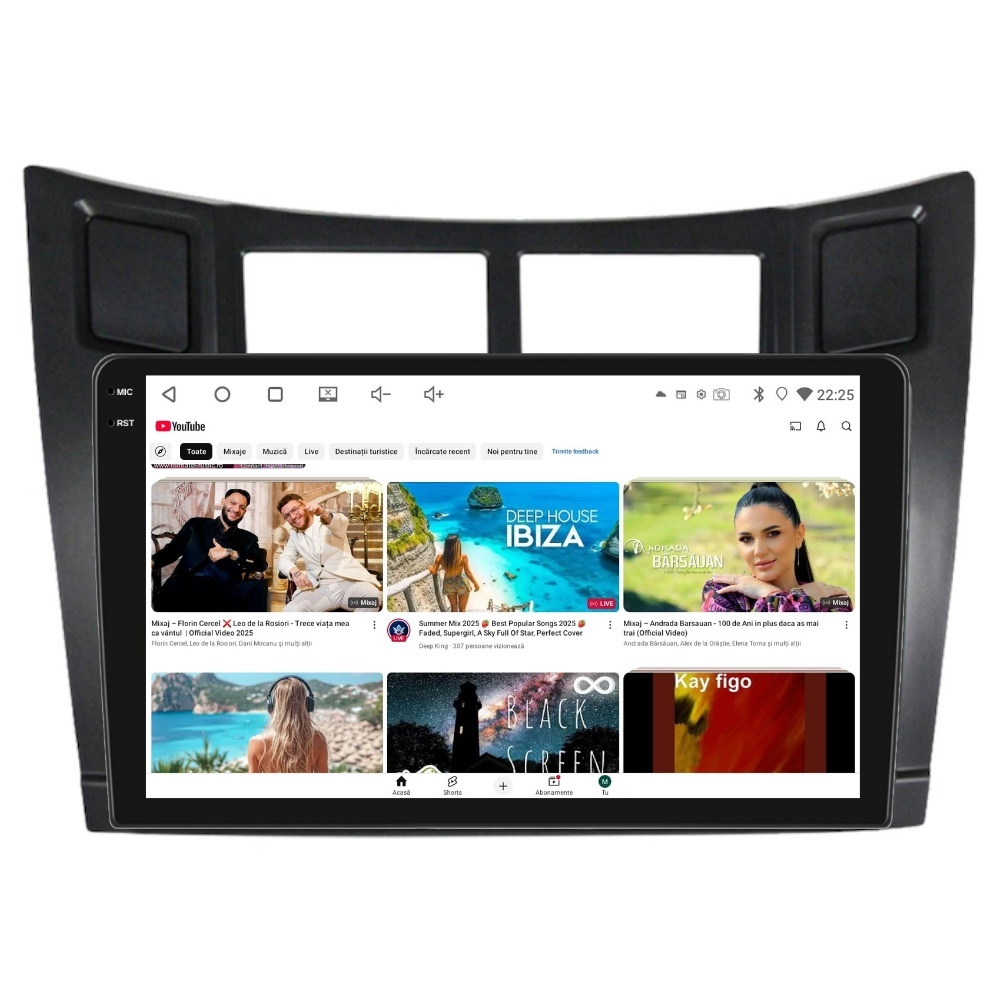 MIC
22:25
RST
YouTube
Toate
Mixaje
Muzică
Live
Destinații turistice
Încărcate recent
Noi pentru tine
Trimite feedback
DEEP HOUSE
IBIZA
ANDRADA
BÂRSĂUAN
Mixaj
LIVE
Mixaj
Mixaj – Florin Cercel ❌ Leo de la Rosiori - Trece viața mea
ca vântul | Official Video 2025
Florin Cercel, Leo de la Rosiori, Dani Mocanu și mulți alții
LIVE
Summer Mix 2025 🍓 Best Popular Songs 2025 🍓
Faded, Supergirl, A Sky Full Of Star, Perfect Cover
Deep King · 307 persoane vizionează
Mixaj – Andrada Barsauan - 100 de Ani in plus daca as mai
trai (Official Video)
Andrada Bârsăuan, Alex de la Orăștie, Elena Toma și mulți alții
BLACK
SCREEN
Kay figo
Acasă
Shorts
Abonamente
M
Tu